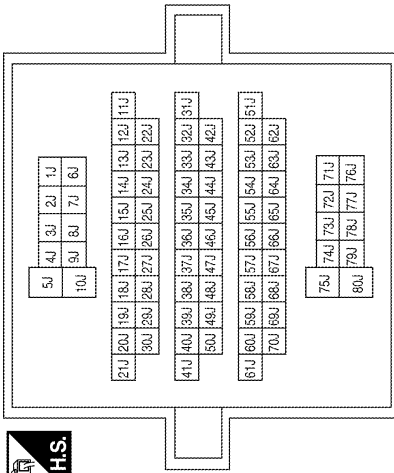 H.S.
5J 4J 3J 2J 1J
10J 9J 8J 7J 6J
21J 20J 19J 18J 17J 16J 15J 14J 13J 12J 11J
30J 29J 28J 27J 26J 25J 24J 23J 22J
41J 40J 39J 38J 37J 36J 35J 34J 33J 32J 31J
50J 49J 48J 47J 46J 45J 44J 43J 42J
61J 60J 59J 58J 57J 56J 55J 54J 53J 52J 51J
70J 69J 68J 67J 66J 65J 64J 63J 62J
75J 74J 73J 72J 71J
80J 79J 78J 77J 76J